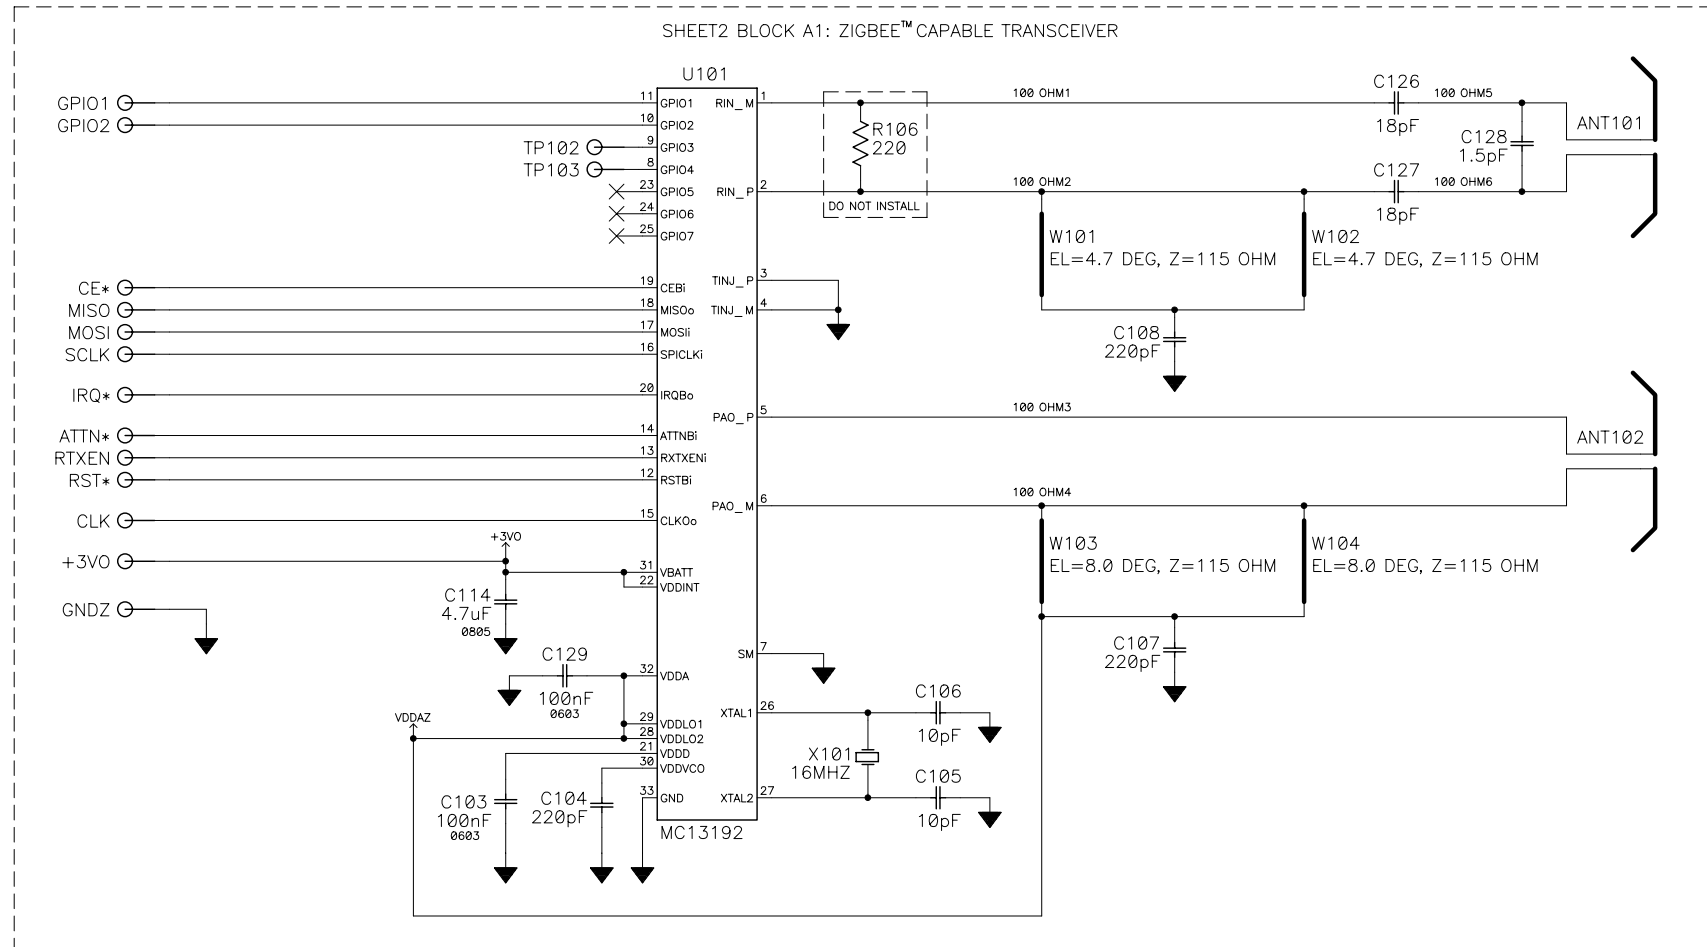 SHEET2 BLOCK A1: ZIGBEE™ CAPABLE TRANSCEIVER
U101
GPIO1
GPIO2
TP102
TP103
CE*
MISO
MOSI
SCLK
IRQ*
ATTN*
RTXEN
RST*
CLK
+3VO
GNDZ
11 GPIO1
10 GPIO2
9 GPIO3
8 GPIO4
23 GPIO5
24 GPIO6
25 GPIO7
19 CEBi
18 MISOo
17 MOSIi
16 SPICLKi
20 IRQBo
14 ATTNBi
13 RXTXENi
12 RSTBi
15 CLKOo
31 VBATT
22 VDDINT
32 VDDA
29 VDDLO1
28 VDDLO2
21 VDDD
30 VDDVCO
33 GND
RIN_M 1
RIN_P 2
TINJ_P 3
TINJ_M 4
PAO_P 5
PAO_M 6
SM 7
XTAL1 26
XTAL2 27
MC13192
+3VO
C114
4.7uF
0805
C129
100nF
0603
VDDAZ
C103
100nF
0603
C104
220pF
R106
220
DO NOT INSTALL
100 OHM1
C126
18pF
100 OHM5
C128
1.5pF
ANT101
100 OHM2
C127
18pF
100 OHM6
W101
EL=4.7 DEG, Z=115 OHM
W102
EL=4.7 DEG, Z=115 OHM
C108
220pF
100 OHM3
ANT102
100 OHM4
W103
EL=8.0 DEG, Z=115 OHM
W104
EL=8.0 DEG, Z=115 OHM
C107
220pF
C106
10pF
X101
16MHZ
C105
10pF